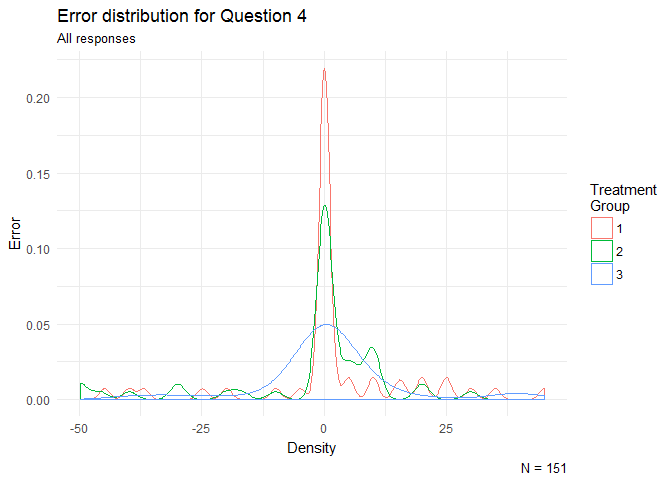 Error distribution for Question 4
All responses
0.20
0.15
0.10
0.05
0.00
Error
-50
-25
0
25
Density
Treatment
Group
1
2
3
N = 151